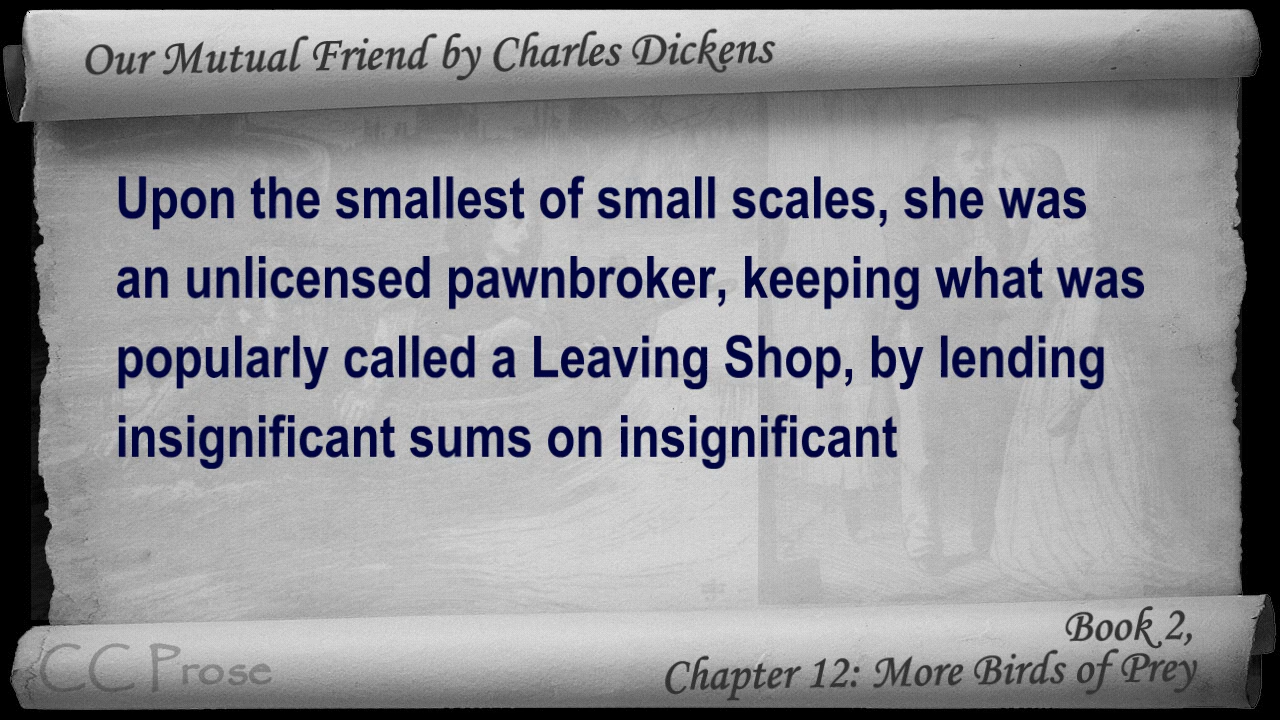 Our Mutual Friend by Charles Dickens
Upon the smallest of small scales, she was
an unlicensed pawnbroker, keeping what was
popularly called a Leaving Shop, by lending
insignificant sums on insignificant
CC Prose
Book 2,
Chapter 12: More Birds of Prey